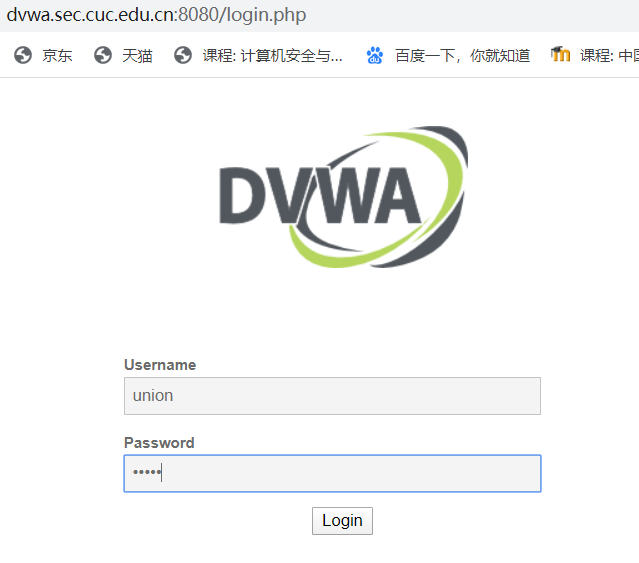 dvwa.sec.cuc.edu.cn:8080/login.php
京东 天猫 课程: 计算机安全与... 百度一下，你就知道 课程: 中国
DVWA
Username
union
Password
•••••
Login